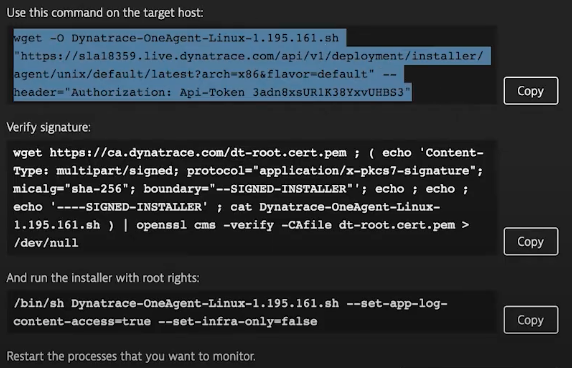 Use this command on the target host:
wget -O Dynatrace-OneAgent-Linux-1.195.161.sh
"https://sla18359.live.dynatrace.com/api/v1/deployment/installer/
agent/unix/default/latest?arch=x86&flavor=default" --
header="Authorization: Api-Token 3adn8xsUR1K38YxvUHBS3"
Copy
Verify signature:
wget https://ca.dynatrace.com/dt-root.cert.pem ; ( echo 'Content-
Type: multipart/signed; protocol="application/x-pkcs7-signature";
micalg="sha-256"; boundary="--SIGNED-INSTALLER"'; echo ; echo ;
echo '----SIGNED-INSTALLER' ; cat Dynatrace-OneAgent-Linux-
1.195.161.sh ) | openssl cms -verify -CAfile dt-root.cert.pem >
/dev/null
Copy
And run the installer with root rights:
/bin/sh Dynatrace-OneAgent-Linux-1.195.161.sh --set-app-log-
content-access=true --set-infra-only=false
Copy
Restart the processes that you want to monitor.